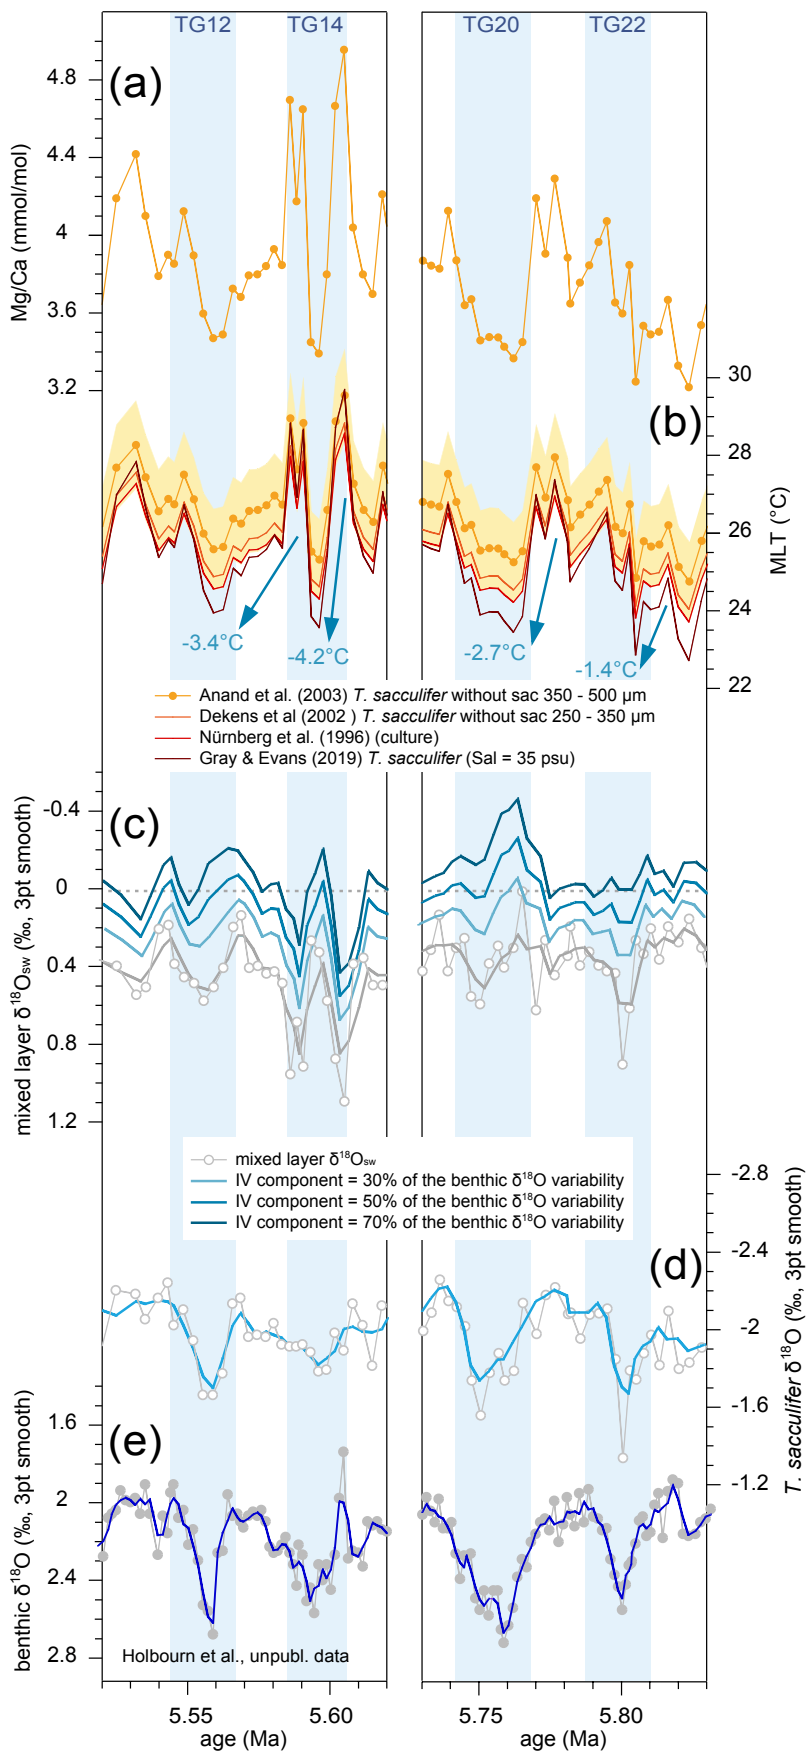 TG12 TG14 TG20 TG22
(a)
4.8
4.4
4
3.6
3.2
Mg/Ca (mmol/mol)
(b)
30
28
26
24
22
MLT (°C)
-3.4°C
-4.2°C
-2.7°C
-1.4°C
Anand et al. (2003) T. sacculifer without sac 350 - 500 µm
Dekens et al (2002 ) T. sacculifer without sac 250 - 350 µm
Nürnberg et al. (1996) (culture)
Gray & Evans (2019) T. sacculifer (Sal = 35 psu)
(c)
-0.4
0
0.4
0.8
1.2
mixed layer δ18Osw (‰, 3pt smooth)
mixed layer δ18Osw
IV component = 30% of the benthic δ18O variability
IV component = 50% of the benthic δ18O variability
IV component = 70% of the benthic δ18O variability
(d)
-2.8
-2.4
-2
-1.6
-1.2
T. sacculifer δ18O (‰, 3pt smooth)
(e)
1.6
2
2.4
2.8
benthic δ18O (‰, 3pt smooth)
Holbourn et al., unpubl. data
5.55 5.60 5.75 5.80
age (Ma) age (Ma)